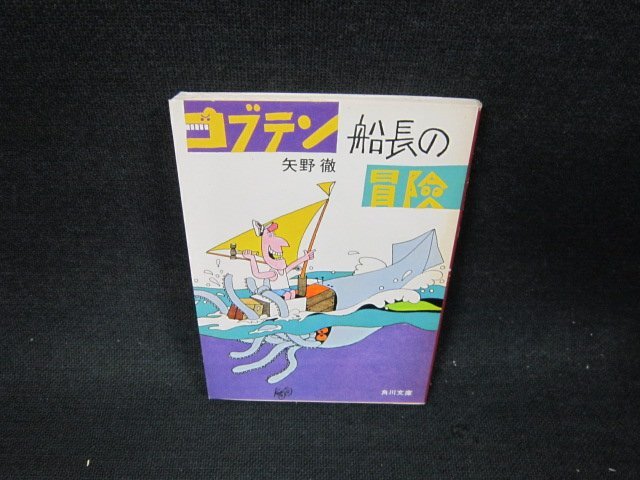 コブテン
船長の
冒険
矢野 徹
角川文庫